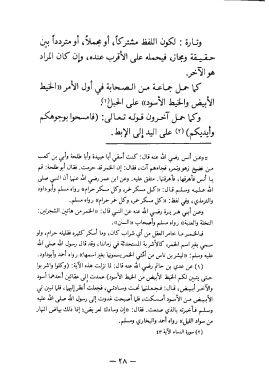 وتارة : لكون اللفظ مشتركاً، أو مجملاً، أو متردداً بين
حقيقة ومجاز، فيحمله على الأقرب عنده، وإن كان المراد
هو الآخر.
كما حمل جماعة من الصحابة في أول الأمر «الخيط
الأبيض والخيط الأسود» على الحبل(١)
وكما حمل آخرون قوله تعالى: (فامسحوا بوجوهكم
وأيديكم) (٢) على اليد إلى الإبط.
= وعن أنس رضي الله عنه قال: كنت أسقي أبا عبيدة وأبا طلحة وأبي بن كعب
من فضيخ زهو وتمر، فجاءهم آت، فقال: إن الخمر قد حرمت. فقال أبو طلحة: قم
يا أنس فأهرقها، فأهرقتها. متفق عليه. وعن ابن عمر رضي الله عنهما أن النبي صلى
الله عليه وسلم قال: «كل مسكر خمر، وكل مسكر حرام» رواه مسلم وأبو داود
والترمذي، وفي لفظ: «كل مسكر خمر، وكل خمر حرام» رواه مسلم.
وعن أبي هريرة رضي الله عنه عن النبي قال: «الخمر من هاتين الشجرتين:
النخلة والعنبة» رواه مسلم وأصحاب «السنن».
فالخمر ما خامر العقل من أي شراب كان، وما أسكر كثيره فقليله حرام، ولو
سمي بغير اسم الخمر، كالأشربة المستحدثة في زماننا، وقد قال رسول الله صلى الله
عليه وسلم: «ليشربن ناس من أمتي الخمر يسمونها بغير اسمها» رواه أحمد وأبو داود.
(١) عن عدي بن حاتم رضي الله عنه قال: لما نزلت هذه الآية: (وكلوا واشربوا
حتى يتبين لكم الخيط الأبيض من الخيط الأسود) عمدت إلى عقالين أحدهما أسود
والآخر أبيض، قال: فجعلتهما تحت وسادتي، فجعلت أنظر إليهما، فلما تبين لي
الأبيض من الأسود أمسكت، فلما أصبحت غدوت إلى رسول الله صلى الله عليه
وسلم فأخبرته بالذي صنعت. فقال: «إن وسادك لعريض؛ إنما ذلك بياض النهار
من سواد الليل» رواه أحمد والبخاري ومسلم.
(٢) سورة النساء الآية ٤٣
- ٢٨ -